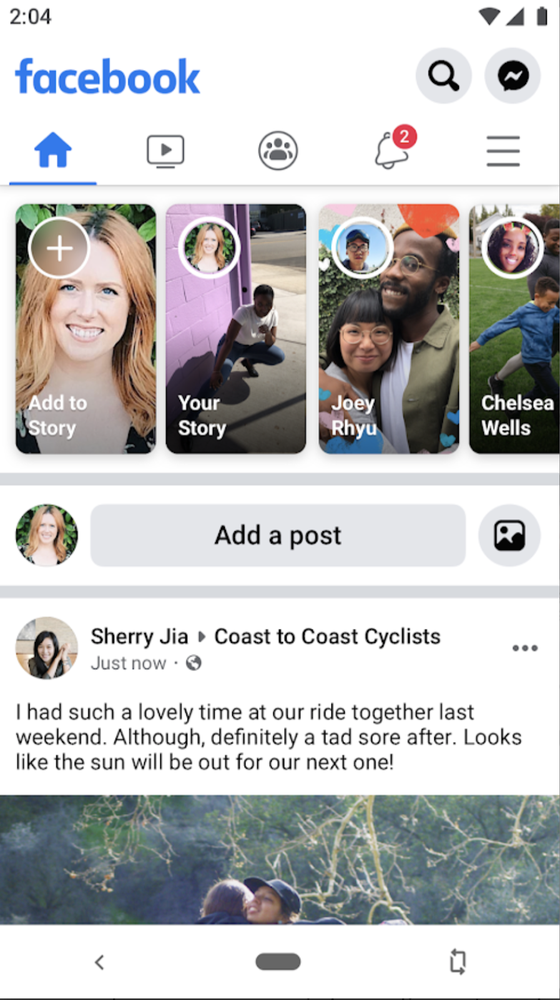 2:04
facebook
2
Add to
Story
Your
Story
Joey
Rhyu
Chelsea
Wells
Add a post
Sherry Jia ▸ Coast to Coast Cyclists
Just now ·
I had such a lovely time at our ride together last
weekend. Although, definitely a tad sore after. Looks
like the sun will be out for our next one!